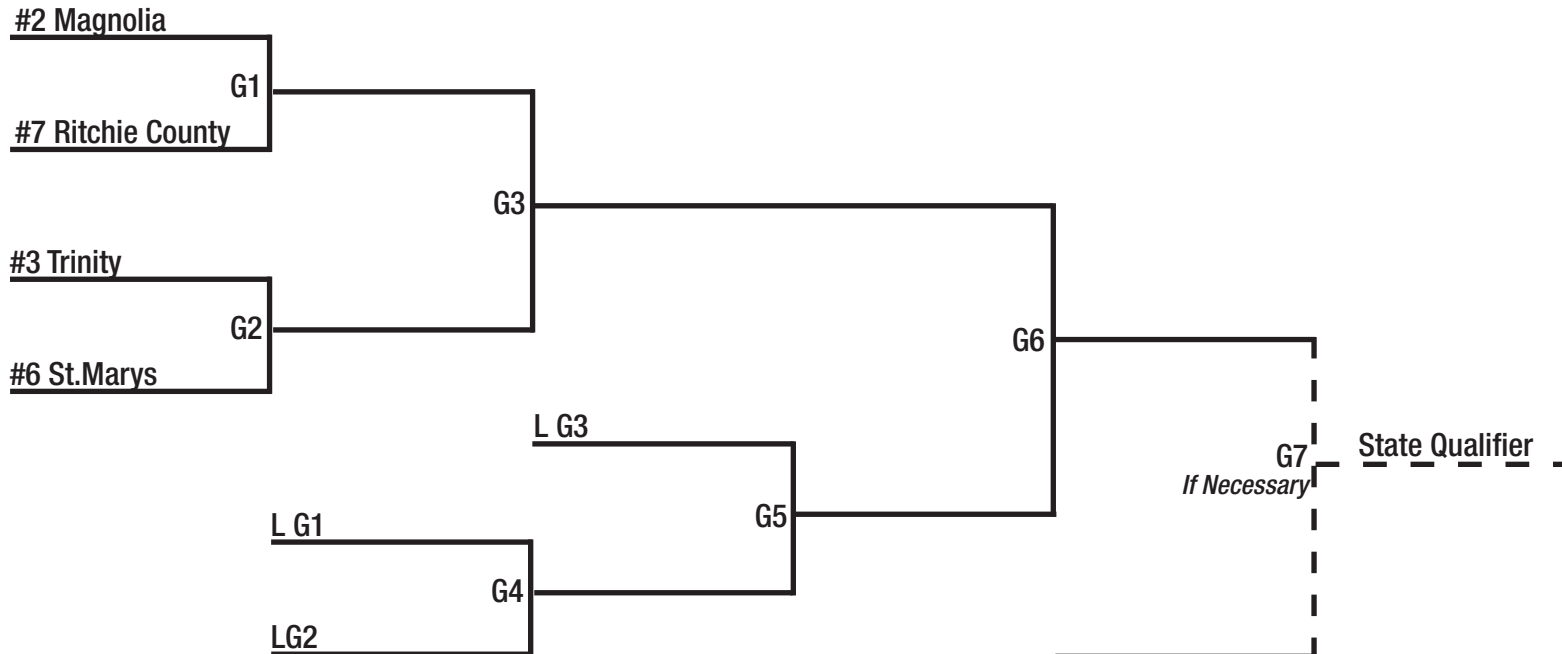 #2 Magnolia
G1
#7 Ritchie County
G3
#3 Trinity
G2
#6 St.Marys
G6
L G3
G7
If Necessary
State Qualifier
G5
L G1
G4
LG2